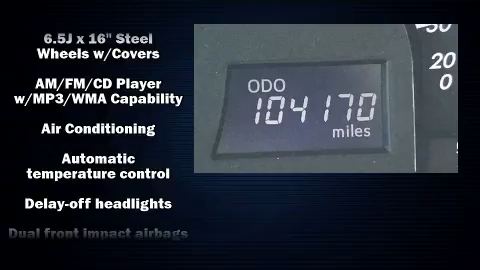 6.5J x 16" Steel
Wheels w/Covers
AM/FM/CD Player
w/MP3/WMA Capability
Air Conditioning
Automatic
temperature control
Delay-off headlights
Dual front impact airbags
ODO
104170
miles
20
0